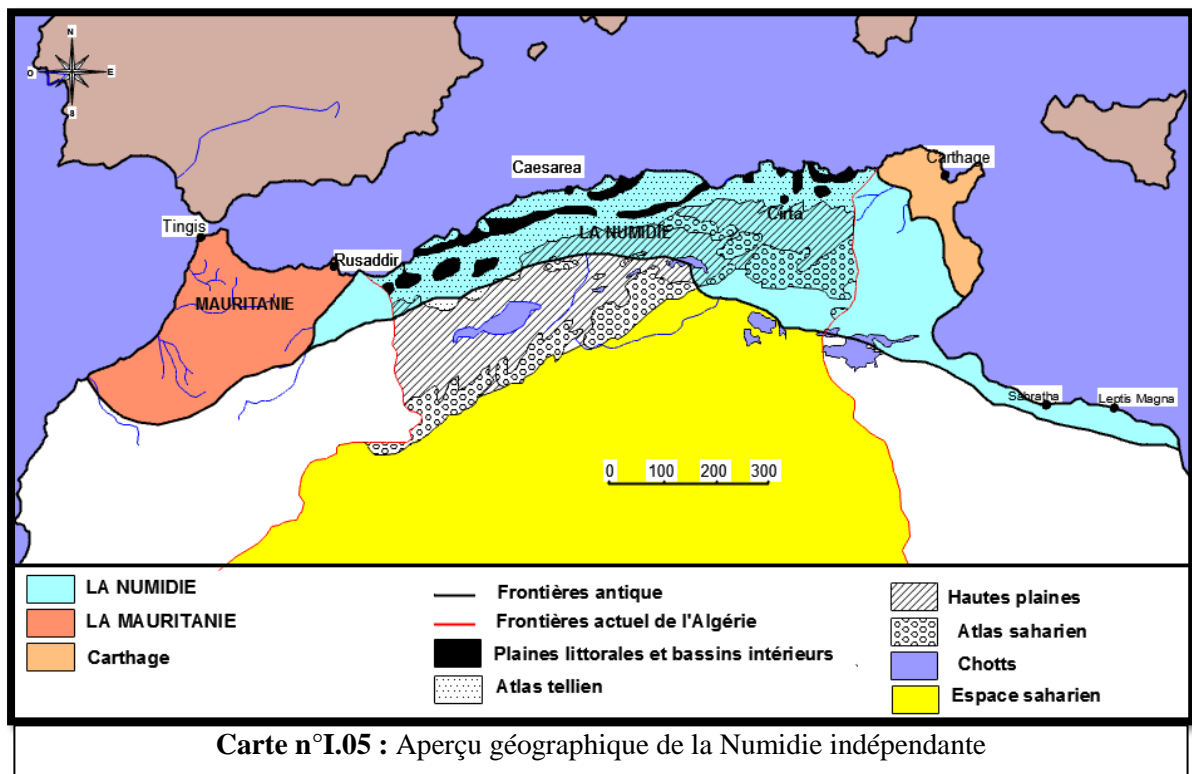 N
O
E
S
Carthage
Caesarea
Cirta
Tingis
LA NUMIDIE
Rusaddir
MAURITANIE
Sabratha
Leptis Magna
0 100 200 300
LA NUMIDIE
LA MAURITANIE
Carthage
Frontières antique
Frontières actuel de l'Algérie
Plaines littorales et bassins intérieurs
Atlas tellien
Hautes plaines
Atlas saharien
Chotts
Espace saharien
Carte n°I.05 : Aperçu géographique de la Numidie indépendante